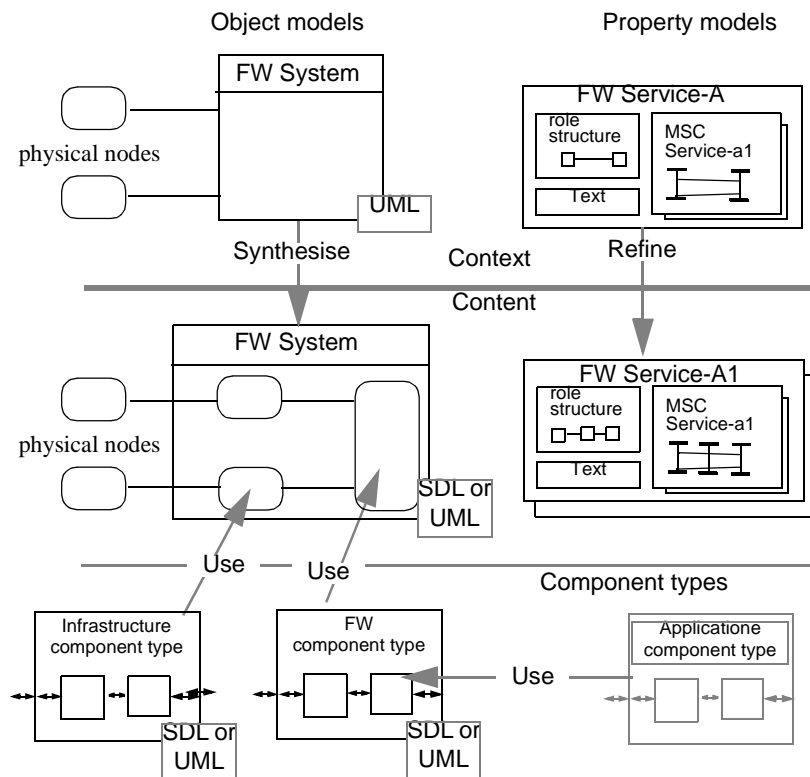 Object models
Property models
FW System
physical nodes
UML
FW Service-A
role
structure
MSC
Service-a1
Text
Synthesise
Refine
Context
Content
FW System
physical nodes
SDL or
UML
FW Service-A1
role
structure
MSC
Service-a1
Text
Use
Use
Component types
Infrastructure
component type
SDL or
UML
FW
component type
SDL or
UML
Use
Applicatione
component type